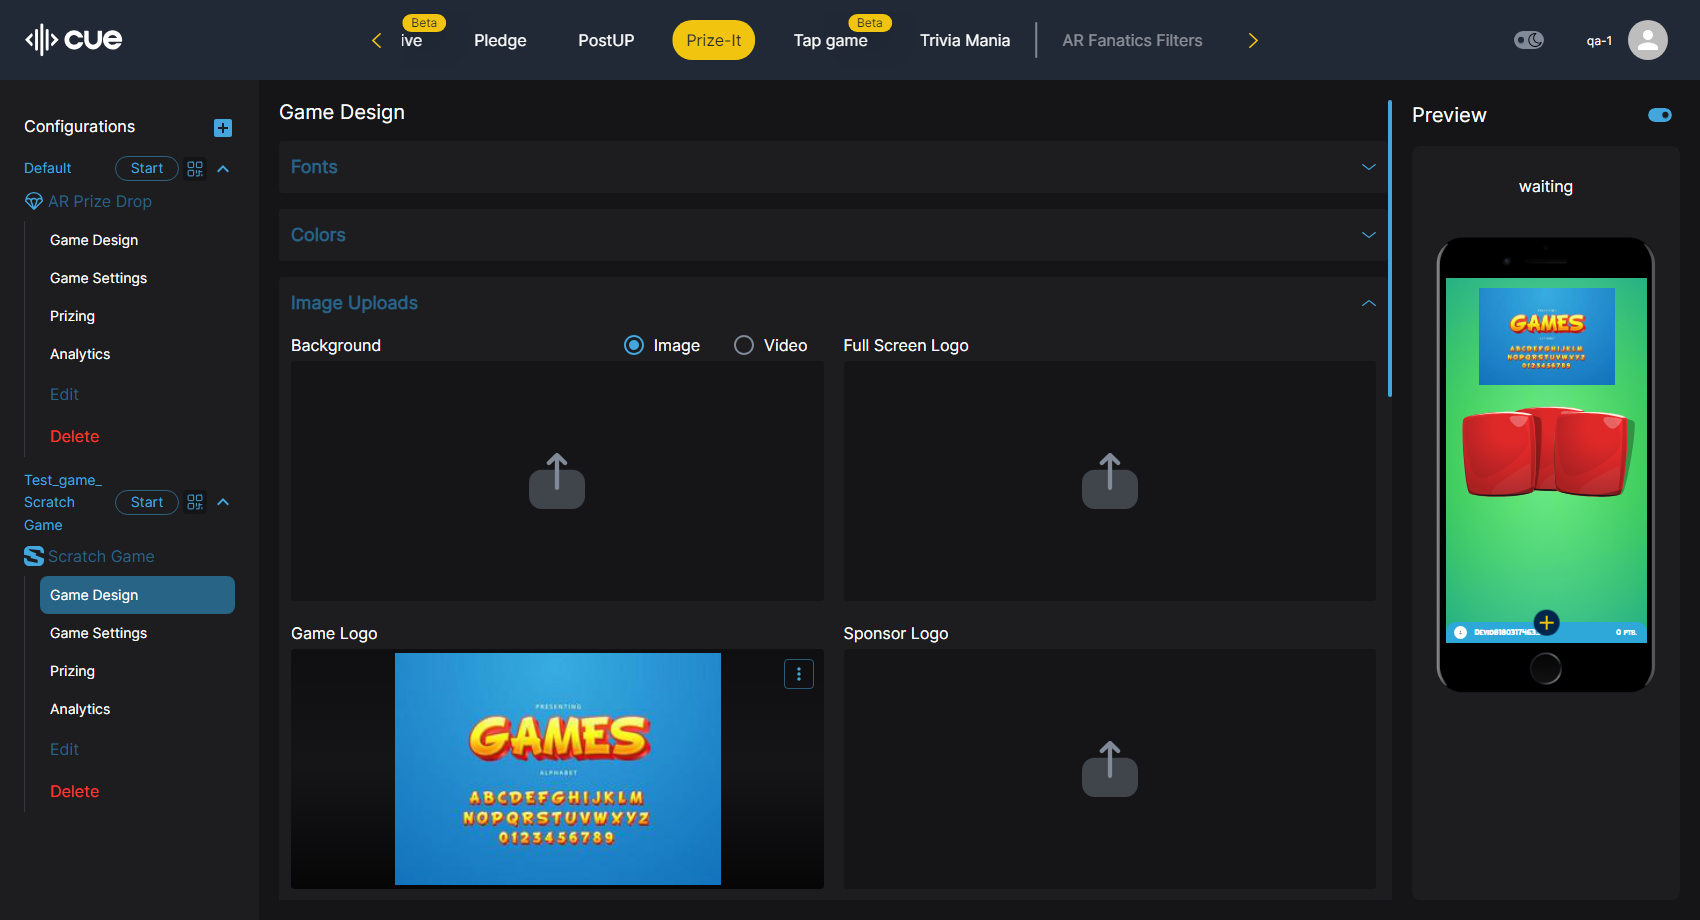 cue
ive
Beta
Pledge
PostUP
Prize-It
Tap game
Beta
Trivia Mania
AR Fanatics Filters
qa-1
Configurations
Default
Start
AR Prize Drop
Game Design
Game Settings
Prizing
Analytics
Edit
Delete
Test_game_
Scratch
Game
Start
Scratch Game
Game Design
Game Settings
Prizing
Analytics
Edit
Delete
Game Design
Fonts
Colors
Image Uploads
Background
Image
Video
Full Screen Logo
Game Logo
PRESENTING
GAMES
ALPHABET
ABCDEFGHIJKLM
NOPQRSTUVWXYZ
0123456789
Sponsor Logo
Preview
waiting
GAMES
ABCDEFGHIJKLM
NOPQRSTUVWXYZ
0123456789
0 PTS.